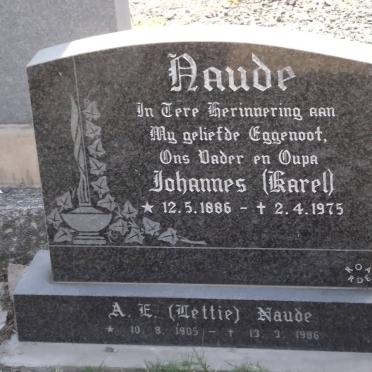 Naude
In Tere Herinnering aan
My geliefde Eggenoot,
Ons Vader en Oupa
Johannes (Karel)
★ 12.5.1886 - ✝ 2.4.1975
A. E. (Lettie) Naude
★ 10. 8. 1905 - ✝ 13. 3. 1986